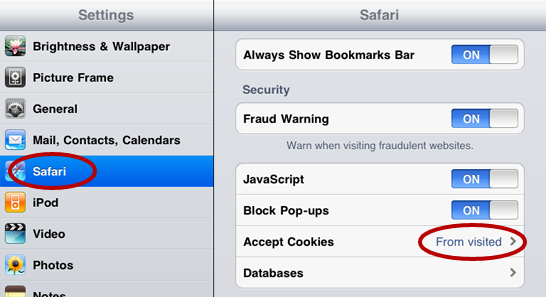 Settings
Brightness & Wallpaper
Picture Frame
General
Mail, Contacts, Calendars
Safari
iPod
Video
Photos
Notes
Safari
Always Show Bookmarks Bar ON
Security
Fraud Warning ON
Warn when visiting fraudulent websites.
JavaScript ON
Block Pop-ups ON
Accept Cookies From visited
Databases